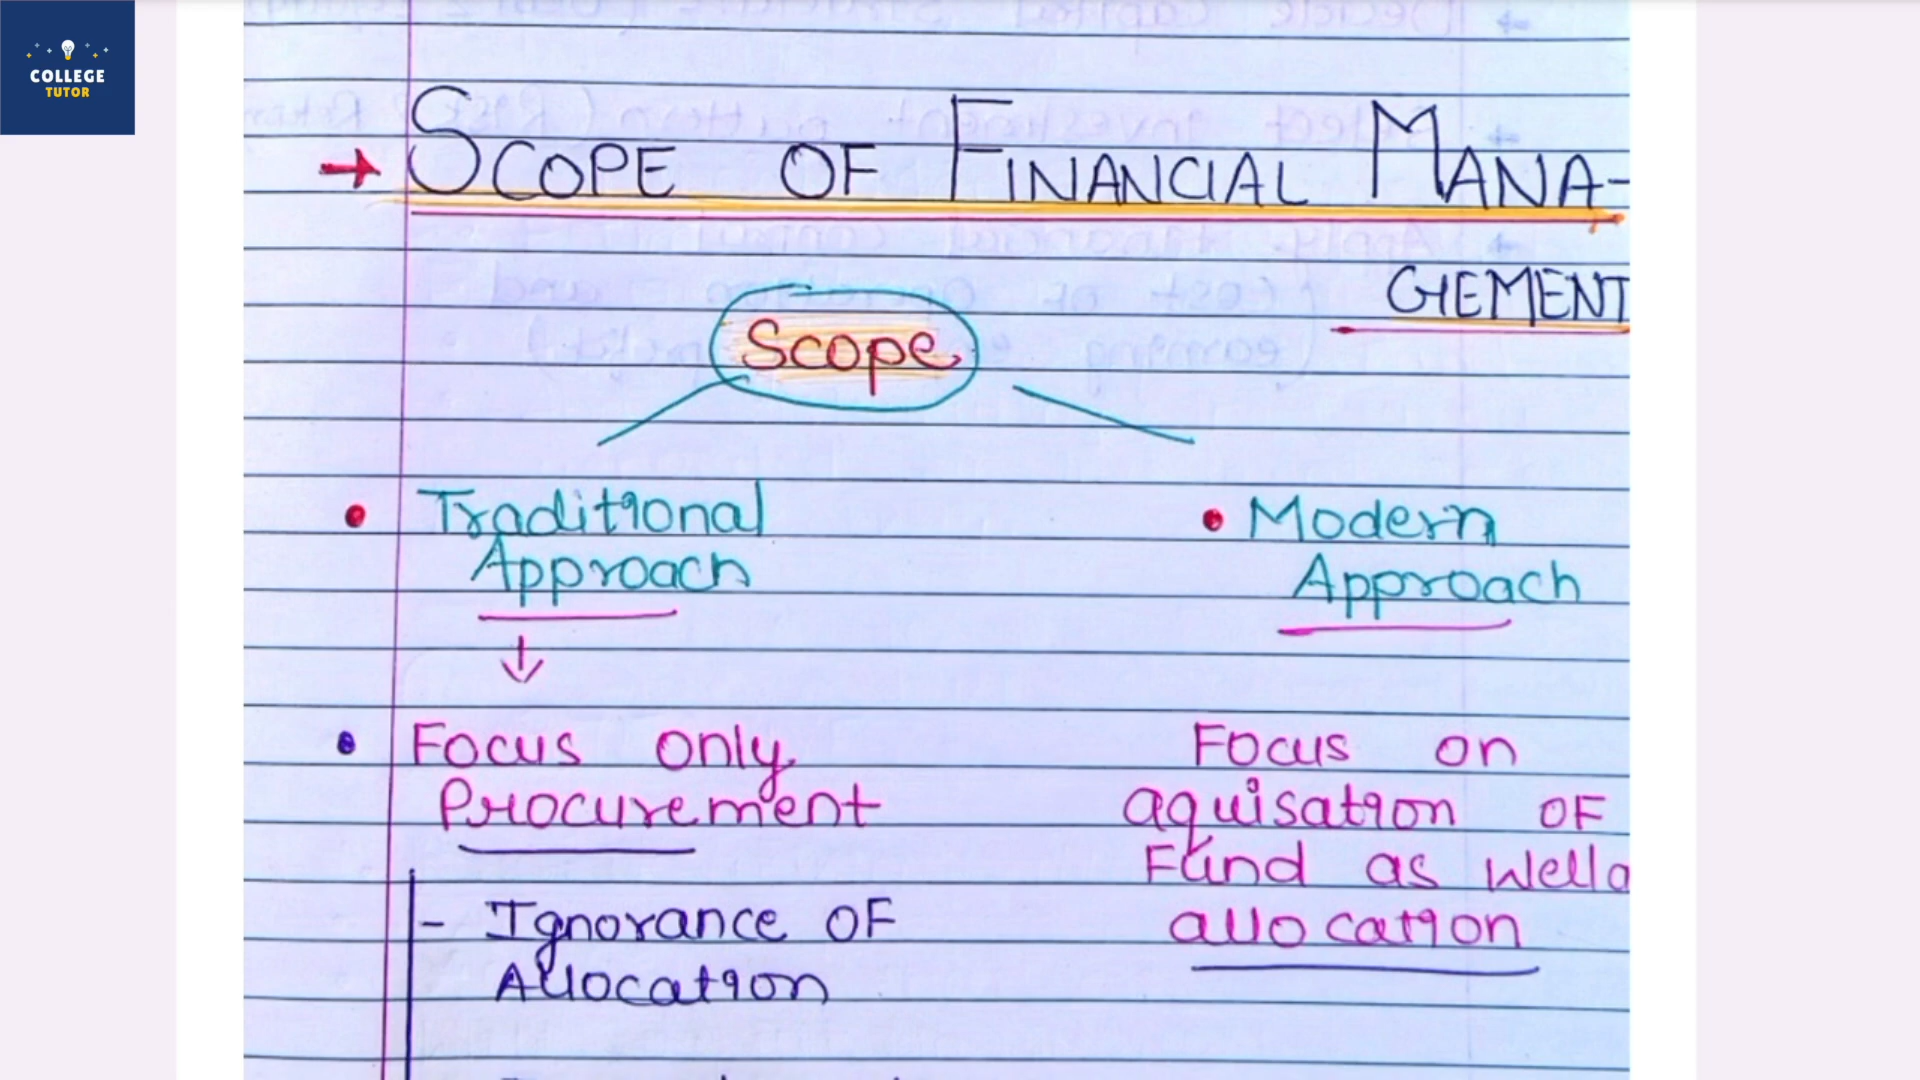 COLLEGE
TUTOR
→ SCOPE OF FINANCIAL MANA-
GEMENT
Scope
• Traditional
Approach
• Modern
Approach
↓
• Focus only
Procurement
Focus on
aquisation OF
Fund as well a
allocation
- Ignorance OF
Allocation